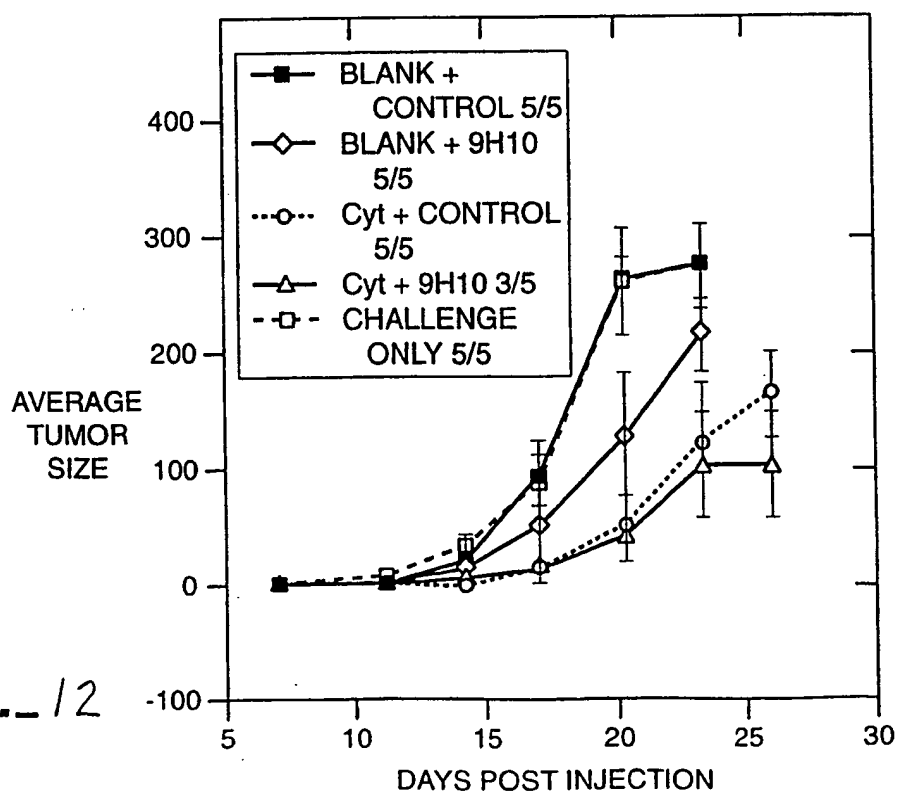 BLANK +
CONTROL 5/5
BLANK + 9H10
5/5
Cyt + CONTROL
5/5
Cyt + 9H10 3/5
CHALLENGE
ONLY 5/5
400
300
200
100
0
-100
AVERAGE
TUMOR
SIZE
5 10 15 20 25 30
DAYS POST INJECTION
12